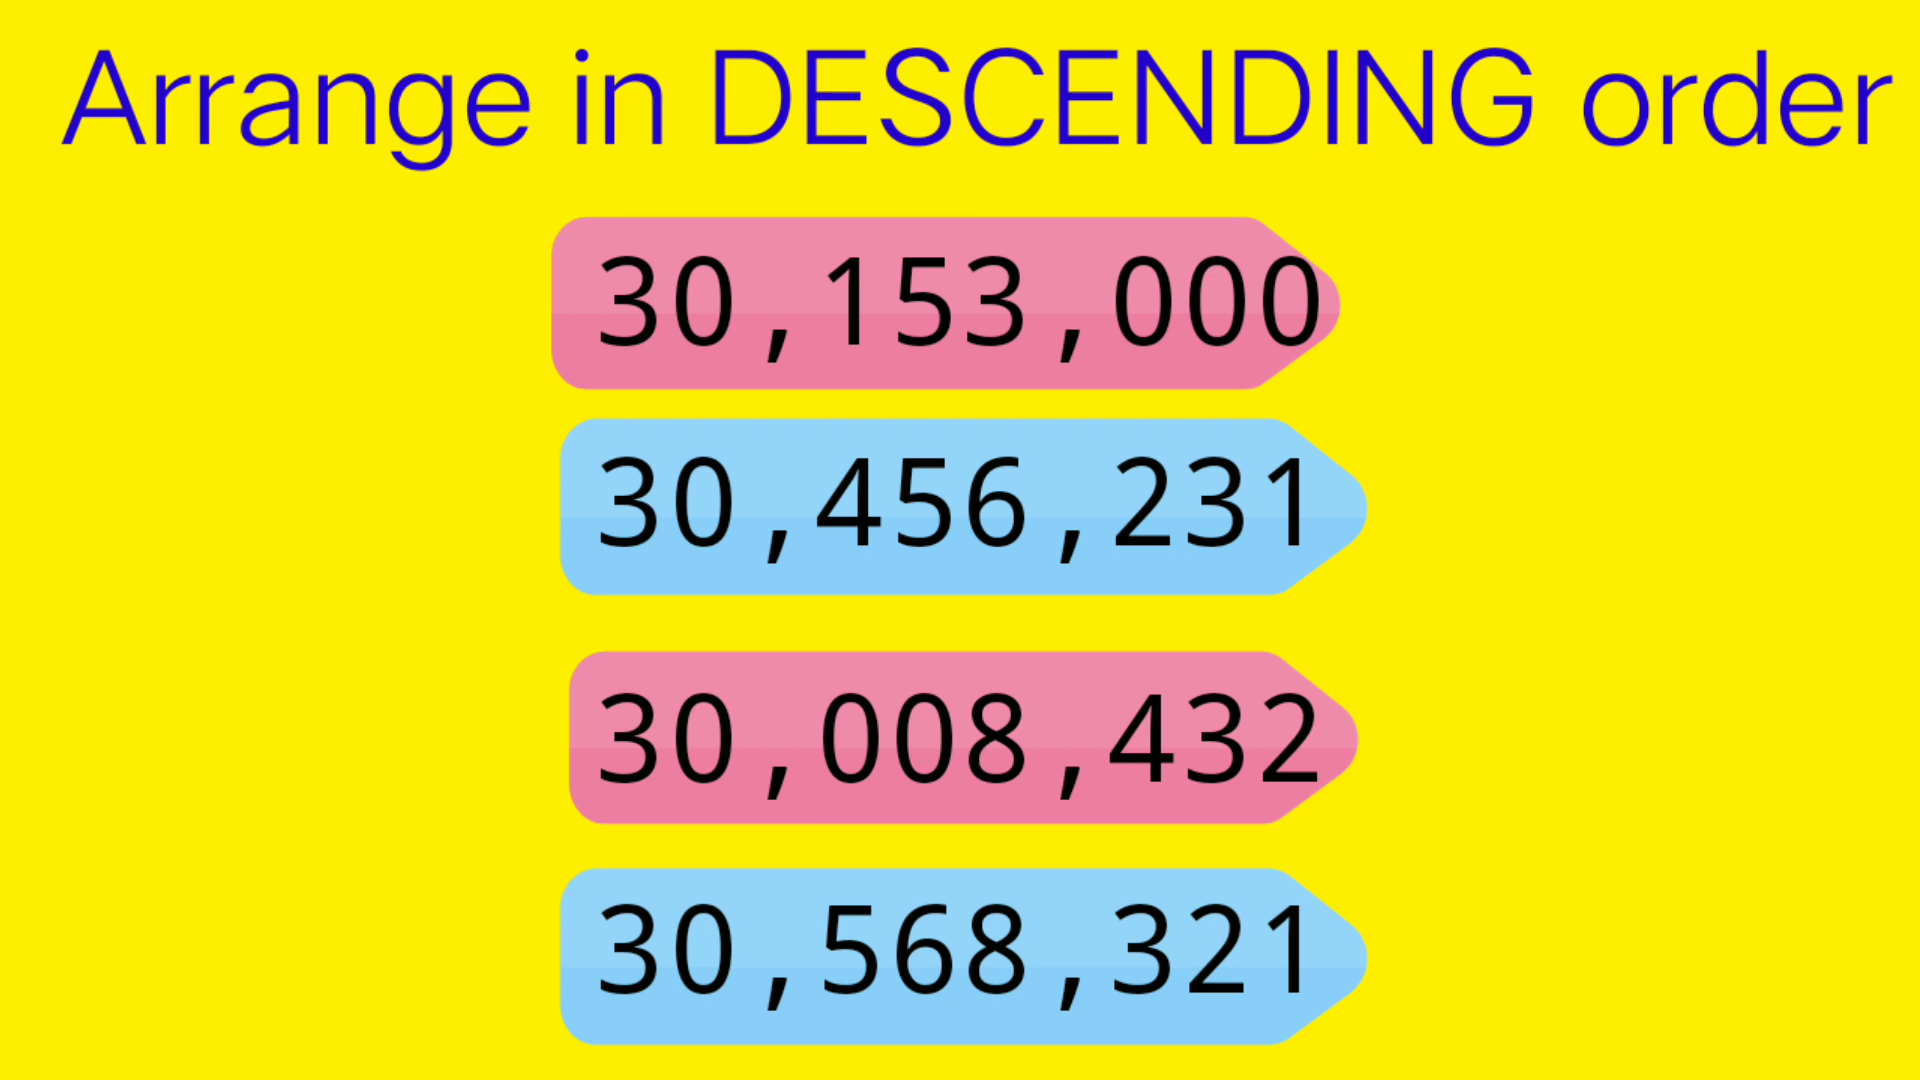 Arrange in DESCENDING order
30,153,000
30,456,231
30,008,432
30,568,321